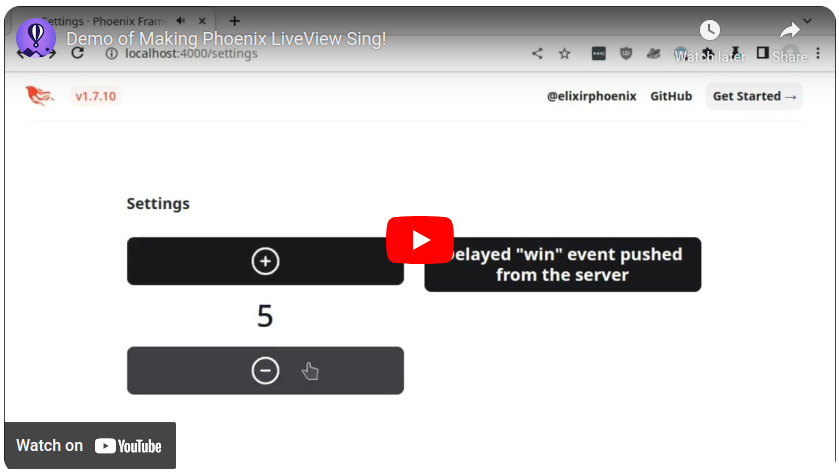 Settings · Phoenix Fram
Demo of Making Phoenix LiveView Sing!
localhost:4000/settings
Watch later
Share
v1.7.10
@elixirphoenix GitHub Get Started →
Settings
Delayed "win" event pushed
from the server
5
Watch on YouTube